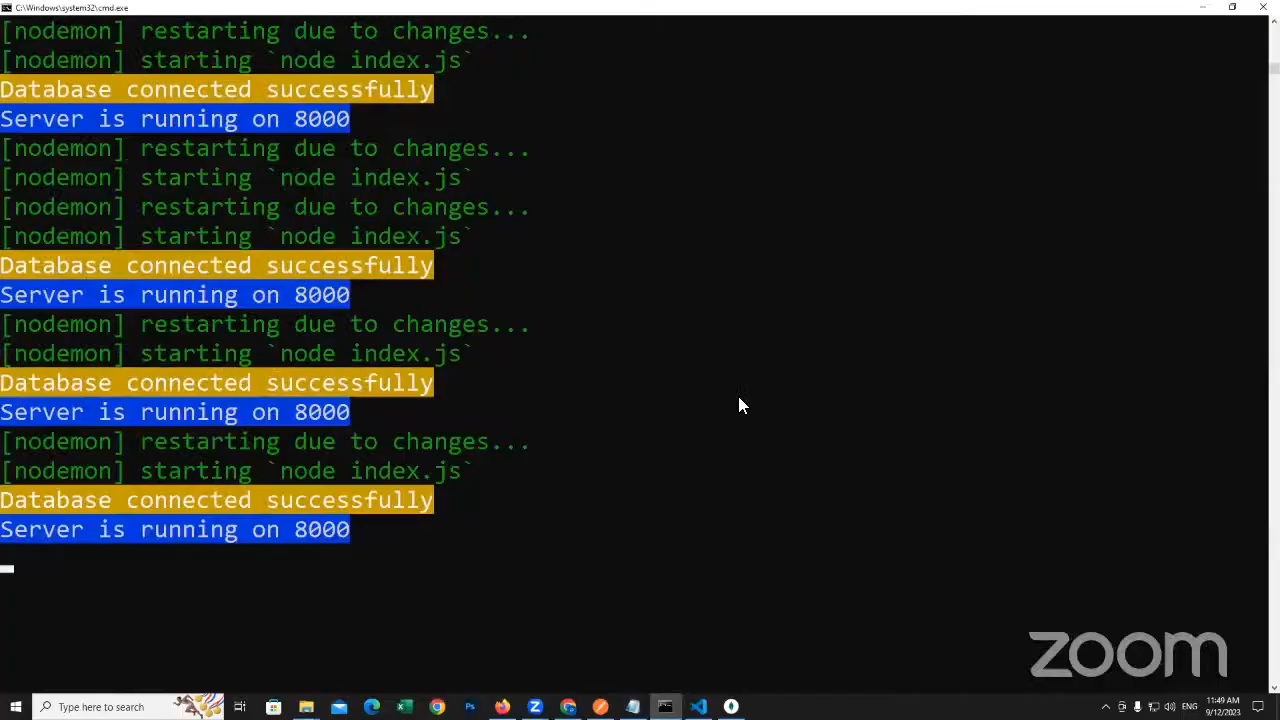 C:\Windows\system32\cmd.exe
[nodemon] restarting due to changes...
[nodemon] starting `node index.js`
Database connected successfully
Server is running on 8000
[nodemon] restarting due to changes...
[nodemon] starting `node index.js`
[nodemon] restarting due to changes...
[nodemon] starting `node index.js`
Database connected successfully
Server is running on 8000
[nodemon] restarting due to changes...
[nodemon] starting `node index.js`
Database connected successfully
Server is running on 8000
[nodemon] restarting due to changes...
[nodemon] starting `node index.js`
Database connected successfully
Server is running on 8000
zoom
Type here to search
Ps
ENG
11:49 AM
9/12/2023